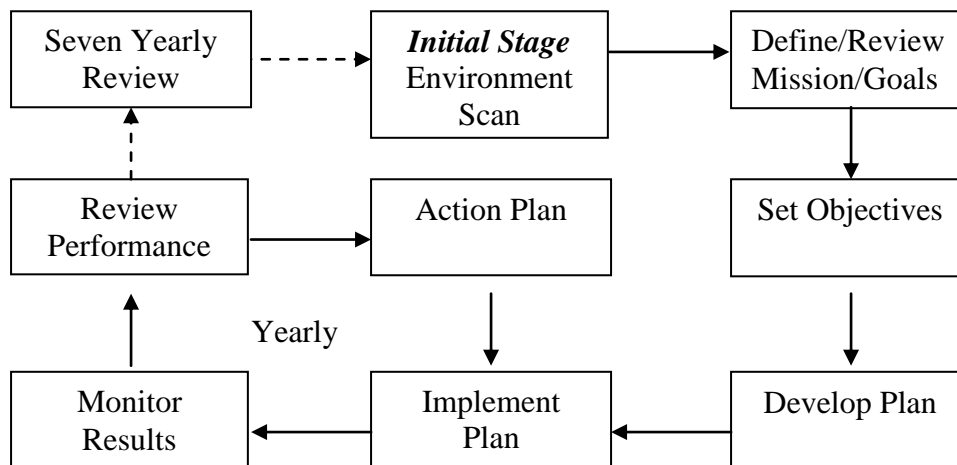 Seven Yearly
Review
Initial Stage
Environment
Scan
Define/Review
Mission/Goals
Review
Performance
Action Plan
Set Objectives
Yearly
Monitor
Results
Implement
Plan
Develop Plan